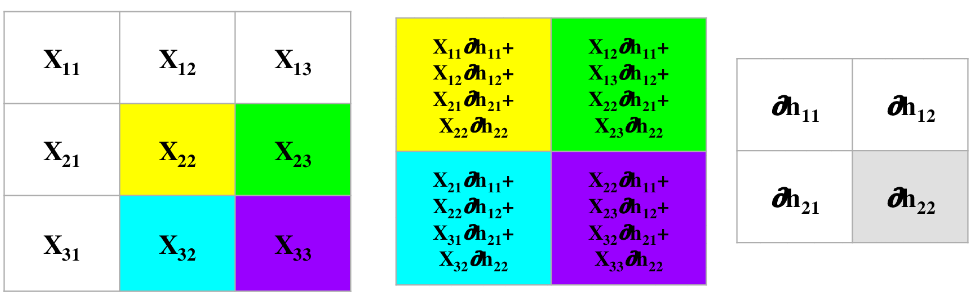 X₁₁ X₁₂ X₁₃
X₂₁ X₂₂ X₂₃
X₃₁ X₃₂ X₃₃
X₁₁∂h₁₁+
X₁₂∂h₁₂+
X₂₁∂h₂₁+
X₂₂∂h₂₂
X₁₂∂h₁₁+
X₁₃∂h₁₂+
X₂₂∂h₂₁+
X₂₃∂h₂₂
X₂₁∂h₁₁+
X₂₂∂h₁₂+
X₃₁∂h₂₁+
X₃₂∂h₂₂
X₂₂∂h₁₁+
X₂₃∂h₁₂+
X₃₂∂h₂₁+
X₃₃∂h₂₂
∂h₁₁ ∂h₁₂
∂h₂₁ ∂h₂₂